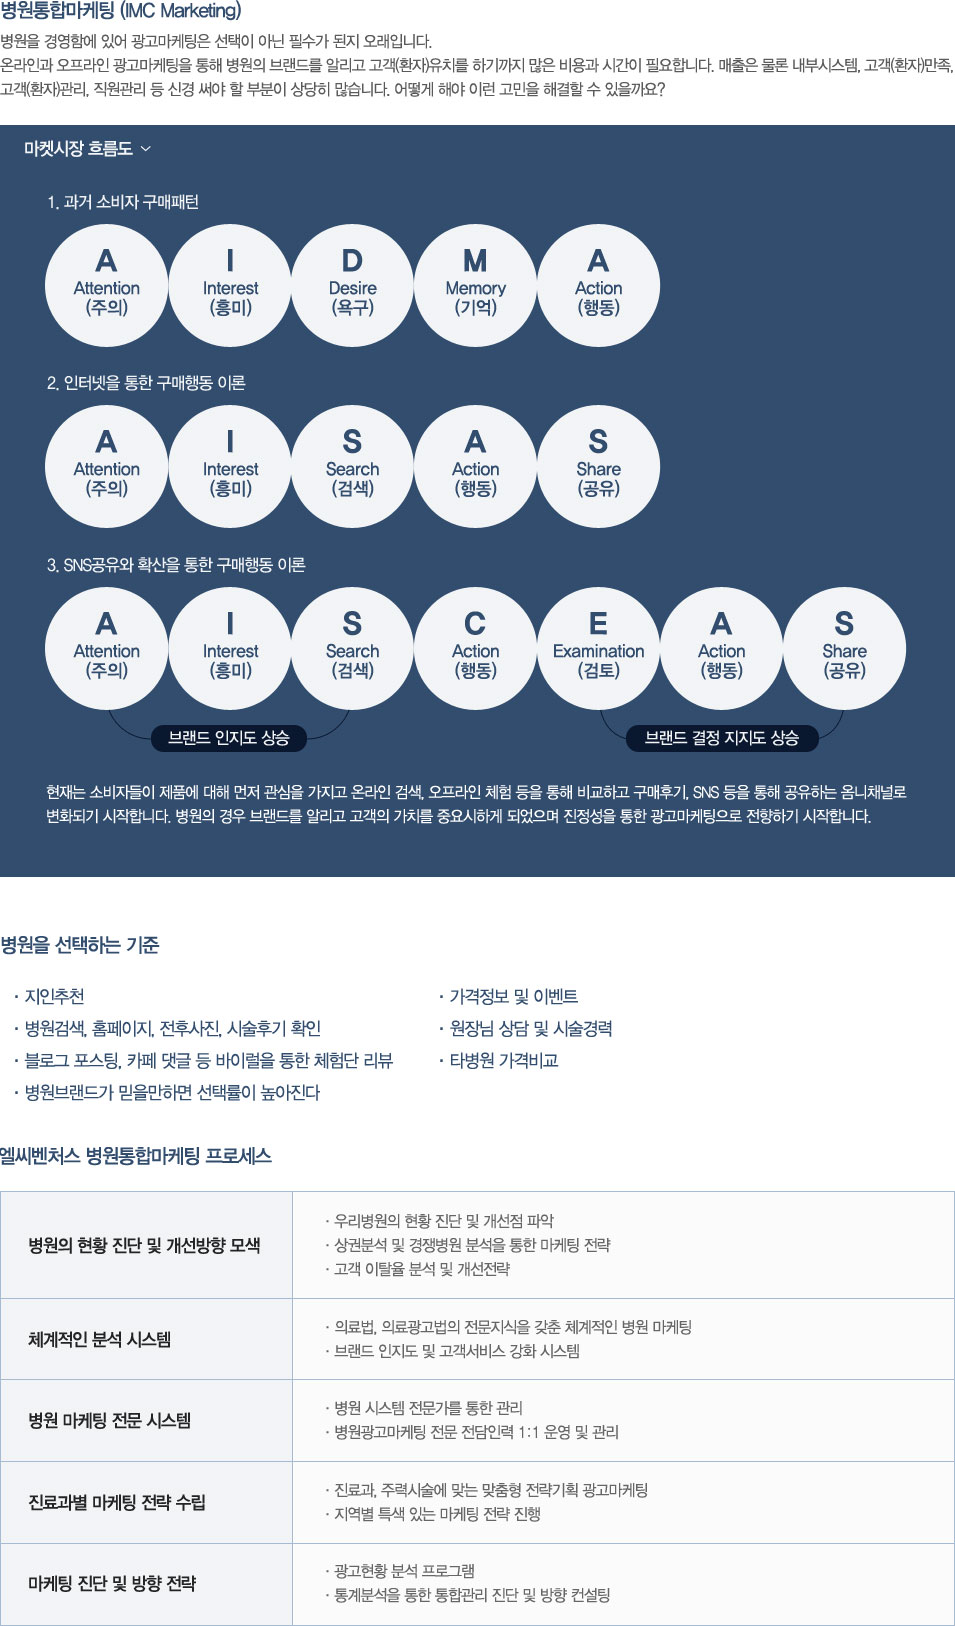 병원통합마케팅 (IMC Marketing)
병원을 경영함에 있어 광고마케팅은 선택이 아닌 필수가 된지 오래입니다.
온라인과 오프라인 광고마케팅을 통해 병원의 브랜드를 알리고 고객(환자)유치를 하기까지 많은 비용과 시간이 필요합니다. 매출은 물론 내부시스템, 고객(환자)만족,
고객(환자)관리, 직원관리 등 신경 써야 할 부분이 상당히 많습니다. 어떻게 해야 이런 고민을 해결할 수 있을까요?
마켓시장 흐름도
1. 과거 소비자 구매패턴
A I D M A
Attention Interest Desire Memory Action
(주의) (흥미) (욕구) (기억) (행동)
2. 인터넷을 통한 구매행동 이론
A I S A S
Attention Interest Search Action Share
(주의) (흥미) (검색) (행동) (공유)
3. SNS공유와 확산을 통한 구매행동 이론
A I S C E A S
Attention Interest Search Action Examination Action Share
(주의) (흥미) (검색) (행동) (검토) (행동) (공유)
브랜드 인지도 상승 브랜드 결정 지지도 상승
현재는 소비자들이 제품에 대해 먼저 관심을 가지고 온라인 검색, 오프라인 체험 등을 통해 비교하고 구매후기, SNS 등을 통해 공유하는 옴니채널로
변화되기 시작합니다. 병원의 경우 브랜드를 알리고 고객의 가치를 중요시하게 되었으며 진정성을 통한 광고마케팅으로 전향하기 시작합니다.
병원을 선택하는 기준
· 지인추천
· 병원검색, 홈페이지, 전후사진, 시술후기 확인
· 블로그 포스팅, 카페 댓글 등 바이럴을 통한 체험단 리뷰
· 병원브랜드가 믿을만하면 선택률이 높아진다
· 가격정보 및 이벤트
· 원장님 상담 및 시술경력
· 타병원 가격비교
엘씨벤처스 병원통합마케팅 프로세스
병원의 현황 진단 및 개선방향 모색
· 우리병원의 현황 진단 및 개선점 파악
· 상권분석 및 경쟁병원 분석을 통한 마케팅 전략
· 고객 이탈율 분석 및 개선전략
체계적인 분석 시스템
· 의료법, 의료광고법의 전문지식을 갖춘 체계적인 병원 마케팅
· 브랜드 인지도 및 고객서비스 강화 시스템
병원 마케팅 전문 시스템
· 병원 시스템 전문가를 통한 관리
· 병원광고마케팅 전문 전담인력 1:1 운영 및 관리
진료과별 마케팅 전략 수립
· 진료과, 주력시술에 맞는 맞춤형 전략기획 광고마케팅
· 지역별 특색 있는 마케팅 전략 진행
마케팅 진단 및 방향 전략
· 광고현황 분석 프로그램
· 통계분석을 통한 통합관리 진단 및 방향 컨설팅